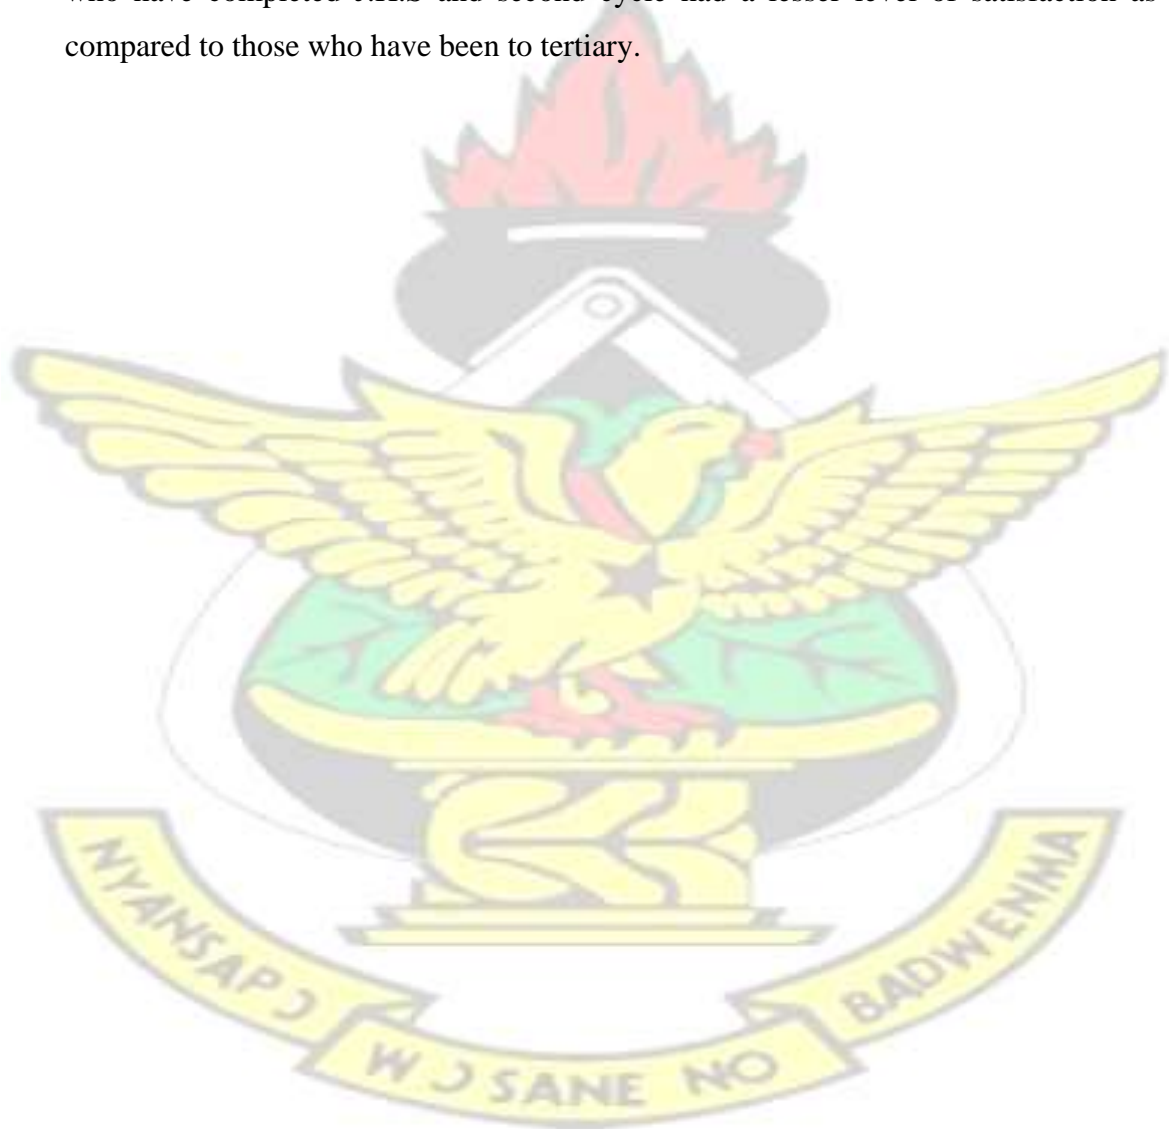 who have completed J.H.S and second cycle had a lesser level of satisfaction as
compared to those who have been to tertiary.
NYANSAPƆ
WƆ SANE NO
BADWENMA